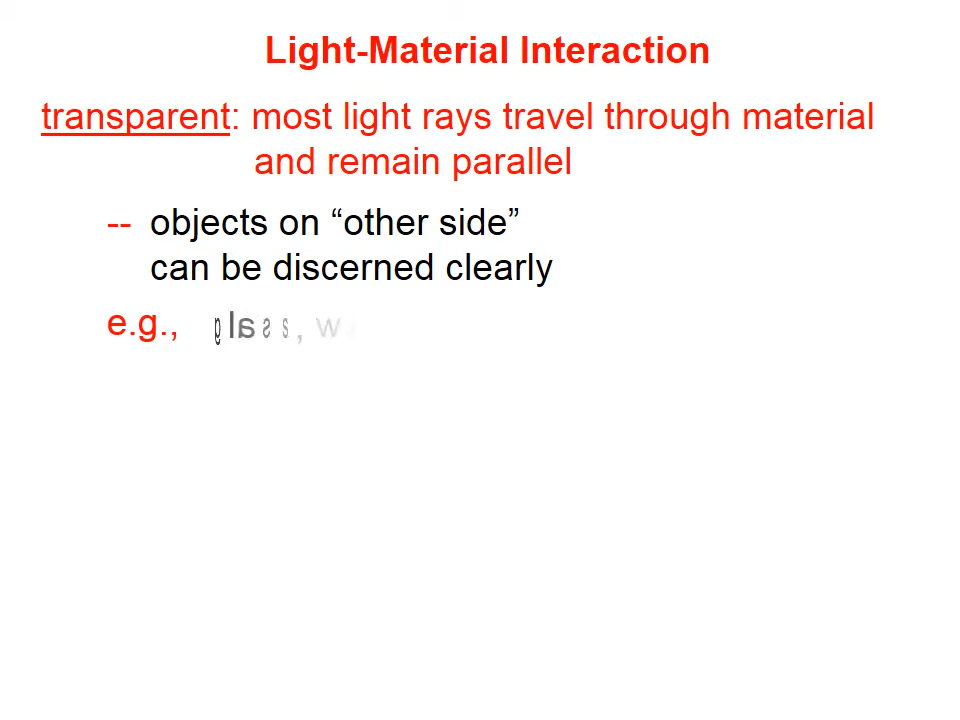 Light-Material Interaction
transparent: most light rays travel through material
and remain parallel
-- objects on “other side”
can be discerned clearly
e.g., glass, w